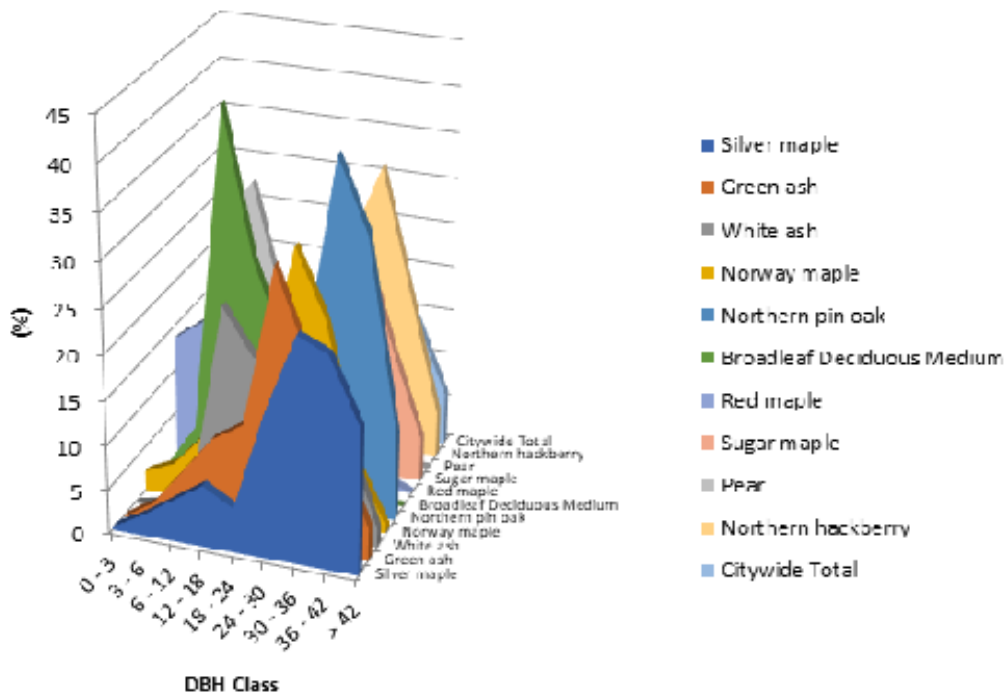 45
40
35
30
25
20
15
10
5
0
(%)
0 - 3
3 - 6
6 - 12
12 - 18
18 - 24
24 - 30
30 - 36
36 - 42
> 42
DBH Class
Citywide Total
Northern hackberry
Pear
Sugar maple
Red maple
Broadleaf Deciduous Medium
Northern pin oak
Norway maple
White ash
Green ash
Silver maple
Silver maple
Green ash
White ash
Norway maple
Northern pin oak
Broadleaf Deciduous Medium
Red maple
Sugar maple
Pear
Northern hackberry
Citywide Total